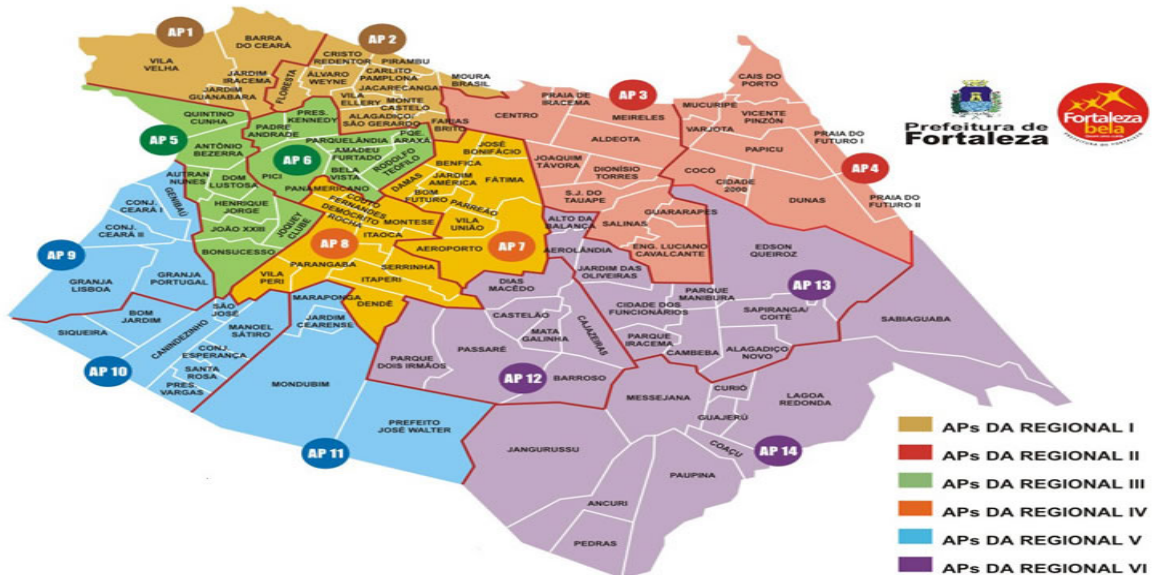 AP 1
BARRA
DO CEARÁ
VILA
VELHA
JARDIM
IRACEMA
JARDIM
GUANABARA
FLORESTA
AP 2
CRISTO
REDENTOR
PIRAMBU
ÁLVARO
WEYNE
CARLITO
PAMPLONA
JACARECANGA
VILA
ELLERY
MONTE
CASTELO
ALAGADIÇO/
SÃO GERARDO
MOURA
BRASIL
FARIAS
BRITO
AP 3
CENTRO
PRAIA DE
IRACEMA
MEIRELES
ALDEOTA
JOAQUIM
TÁVORA
DIONÍSIO
TORRES
S.J. DO
TAUAPE
SALINAS
GUARARAPES
ENG. LUCIANO
CAVALCANTE
CAIS DO
PORTO
MUCURIPE
VICENTE
PINZÓN
VARJOTA
PAPICU
PRAIA DO
FUTURO I
COCÓ
CIDADE
2000
AP 4
DUNAS
PRAIA DO
FUTURO II
Prefeitura de
Fortaleza
Fortaleza
bela
QUINTINO
CUNHA
AP 5
ANTÔNIO
BEZERRA
PADRE
ANDRADE
PRES.
KENNEDY
PARQUELÂNDIA
PQE.
ARAXÁ
AMADEU
FURTADO
RODOLFO
TEÓFILO
AP 6
BELA
VISTA
PICI
PANAMERICANO
AUTRAN
NUNES
DOM
LUSTOSA
HENRIQUE
JORGE
JOÃO XXIII
JOQUEY
CLUBE
BONSUCESSO
GENIBAÚ
JOSÉ
BONIFÁCIO
BENFICA
FÁTIMA
DAMAS
JARDIM
AMÉRICA
BOM
FUTURO
PARREÃO
COUTO
FERNANDES
DEMÓCRITO
ROCHA
MONTESE
VILA
UNIÃO
ITAOCA
AP 8
AEROPORTO
AP 7
PARANGABA
SERRINHA
VILA
PERI
ITAPERI
DENDÊ
CONJ.
CEARÁ I
CONJ.
CEARÁ II
AP 9
GRANJA
LISBOA
GRANJA
PORTUGAL
SIQUEIRA
BOM
JARDIM
CANINDEZINHO
SÃO
JOSÉ
MANOEL
SÁTIRO
CONJ.
ESPERANÇA
SANTA
ROSA
PRES.
VARGAS
AP 10
MARAPONGA
JARDIM
CEARENSE
MONDUBIM
PREFEITO
JOSÉ WALTER
AP 11
ALTO DA
BALANÇA
AEROLÂNDIA
JARDIM DAS
OLIVEIRAS
DIAS
MACÊDO
CASTELÃO
MATA
GALINHA
CAJAZEIRAS
PASSARÉ
PARQUE
DOIS IRMÃOS
AP 12
BARROSO
EDSON
QUEIROZ
AP 13
PARQUE
MANIBURA
CIDADE DOS
FUNCIONÁRIOS
SAPIRANGA/
COITÉ
SABIAGUABA
PARQUE
IRACEMA
CAMBEBA
ALAGADIÇO
NOVO
MESSEJANA
CURIÓ
GUAJERÚ
LAGOA
REDONDA
COAÇU
AP 14
JANGURUSSU
PAUPINA
ANCURI
PEDRAS
APs DA REGIONAL I
APs DA REGIONAL II
APs DA REGIONAL III
APs DA REGIONAL IV
APs DA REGIONAL V
APs DA REGIONAL VI